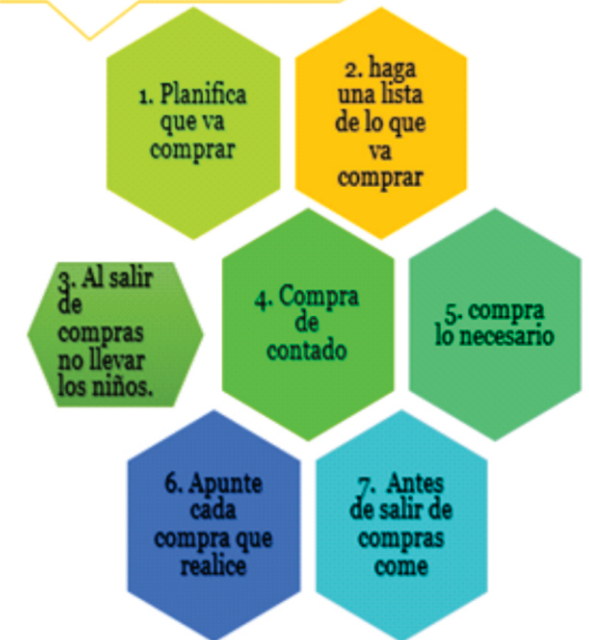 1. Planifica
que va
comprar
2. haga
una lista
de lo que
va
comprar
3. Al salir
de
compras
no llevar
los niños.
4. Compra
de
contado
5. compra
lo necesario
6. Apunte
cada
compra que
realice
7. Antes
de salir de
compras
come